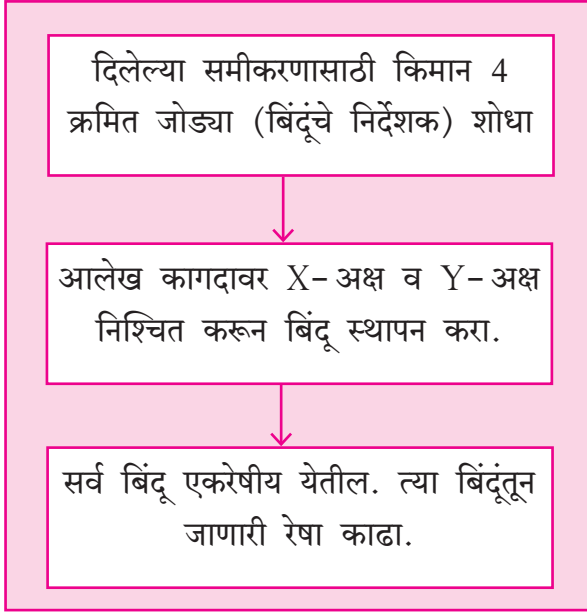 दिलेल्या समीकरणासाठी किमान 4
क्रमित जोड्या (बिंदूंचे निर्देशक) शोधा
आलेख कागदावर X-अक्ष व Y-अक्ष
निश्चित करून बिंदू स्थापन करा.
सर्व बिंदू एकरेषीय येतील. त्या बिंदूंतून
जाणारी रेषा काढा.